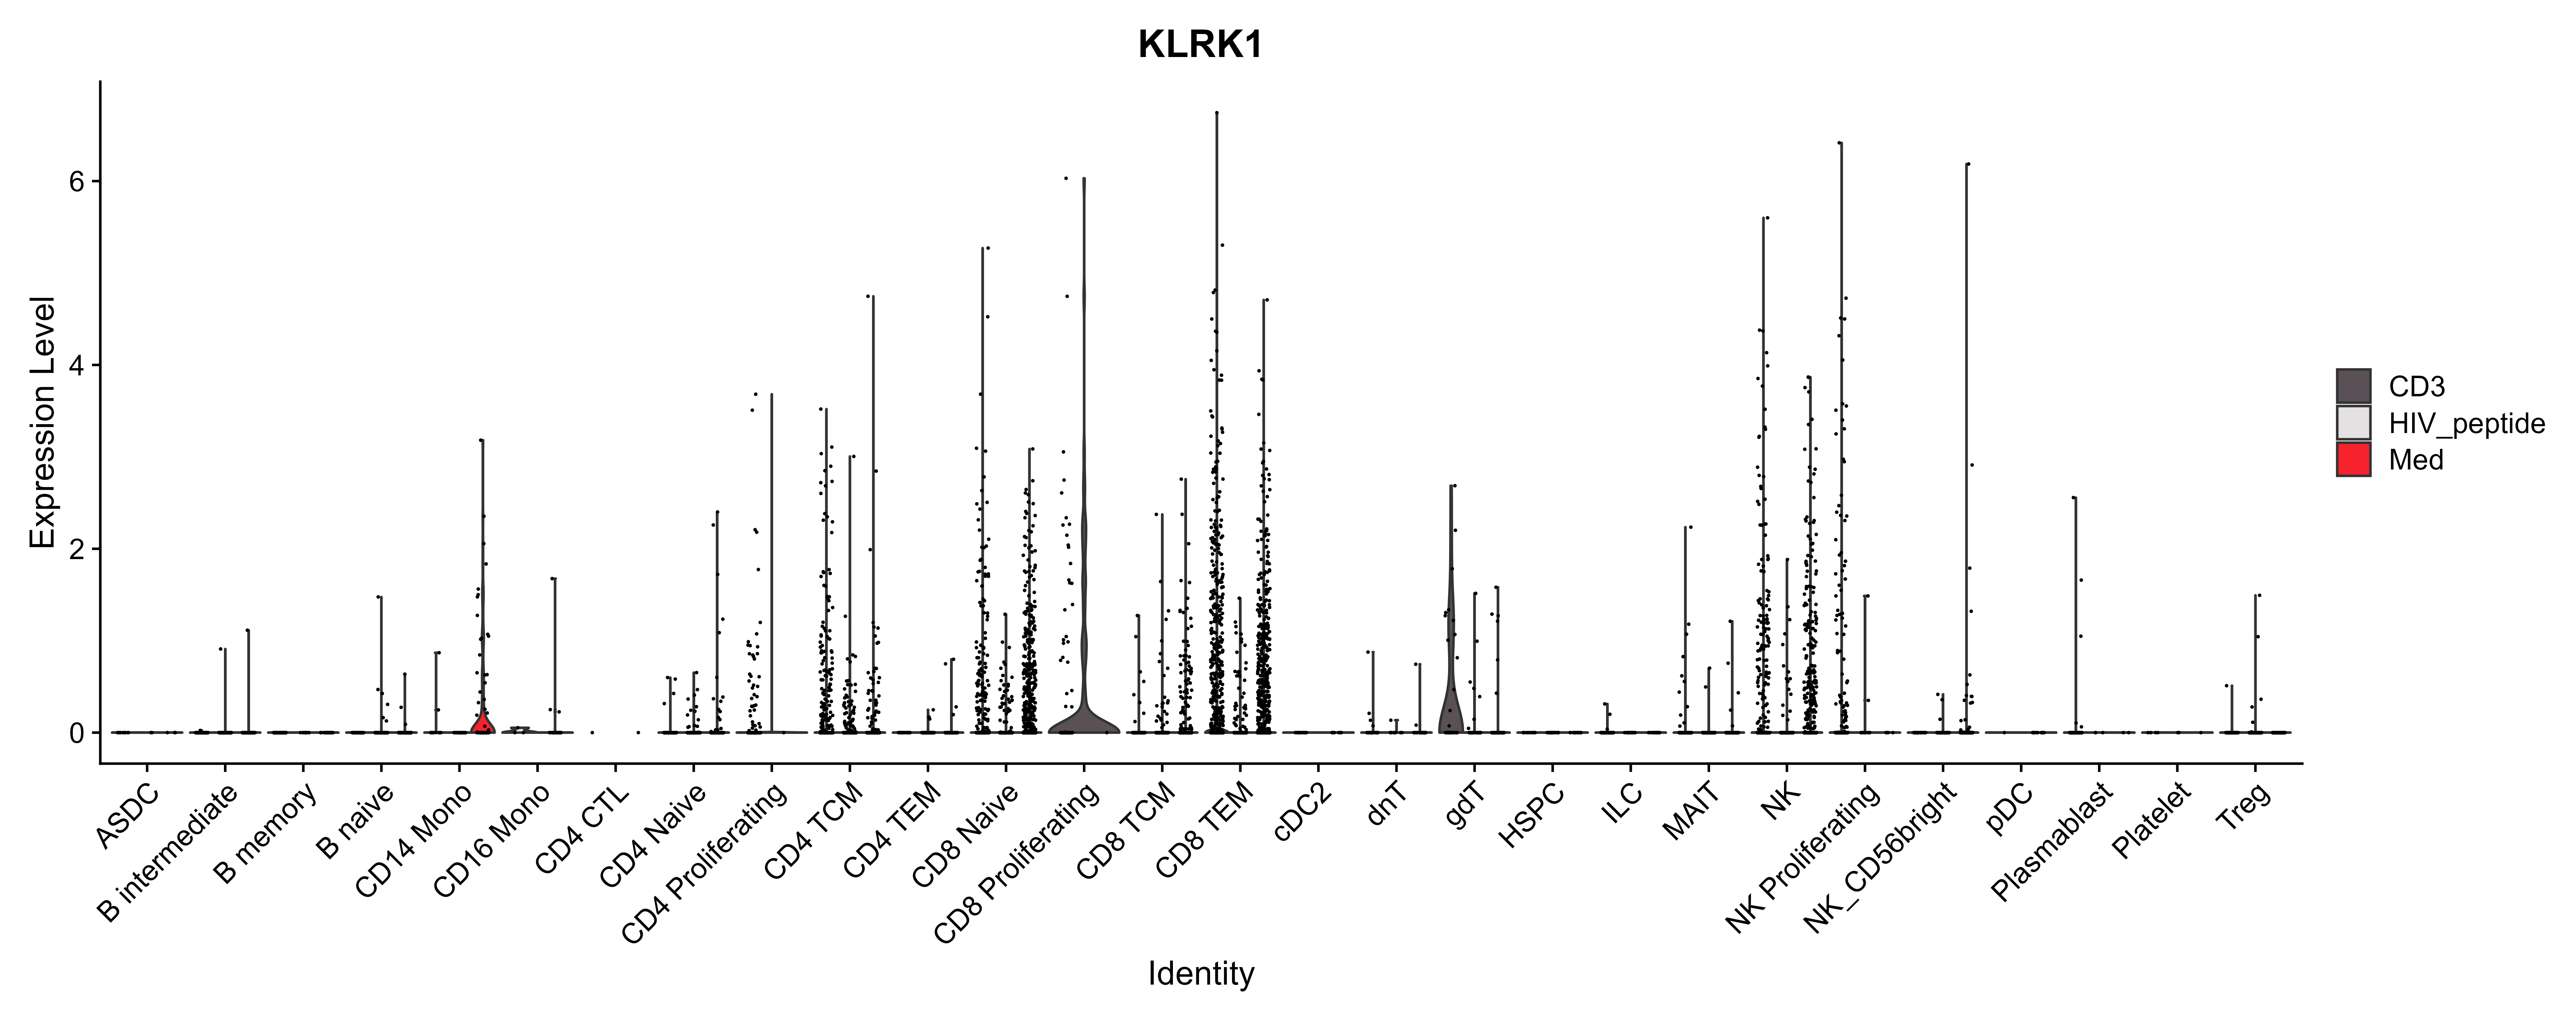 KLRK1
Expression Level
6
4
2
0
ASDC
B intermediate
B memory
B naive
CD14 Mono
CD16 Mono
CD4 CTL
CD4 Naive
CD4 Proliferating
CD4 TCM
CD4 TEM
CD8 Naive
CD8 Proliferating
CD8 TCM
CD8 TEM
cDC2
dnT
gdT
HSPC
ILC
MAIT
NK
NK Proliferating
NK_CD56bright
pDC
Plasmablast
Platelet
Treg
Identity
CD3
HIV_peptide
Med